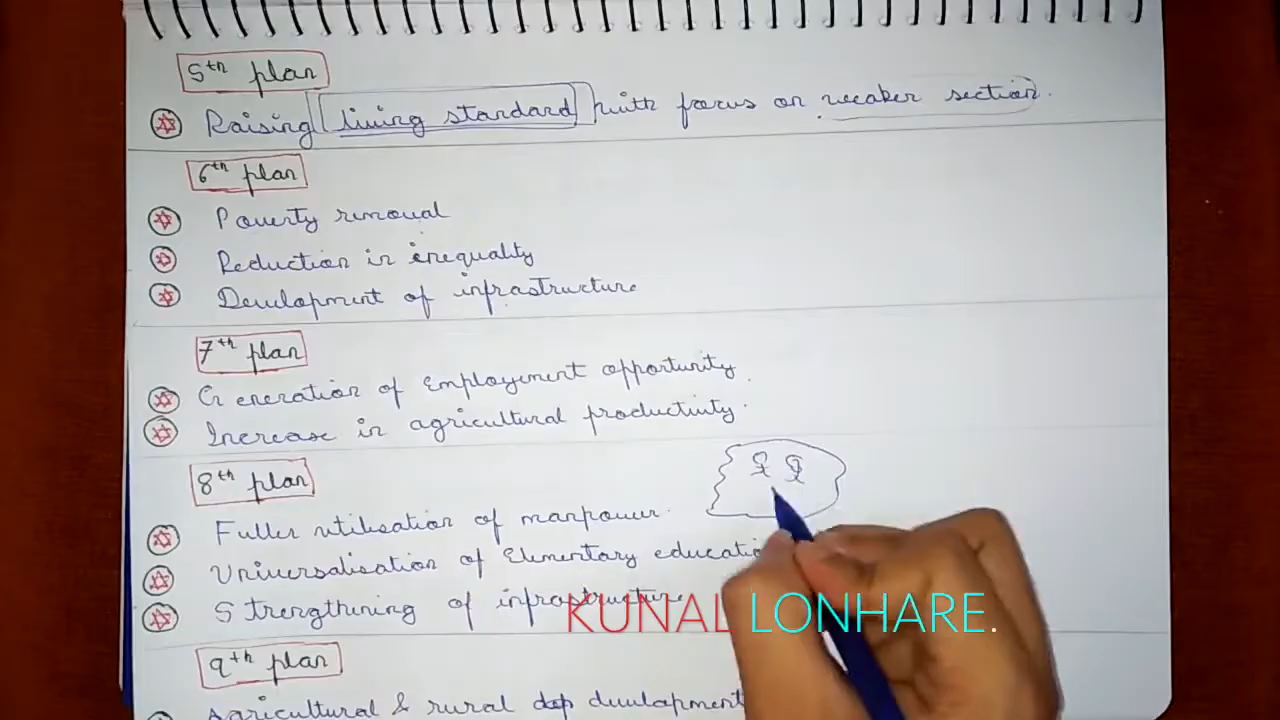 5th plan
Raising living standard with focus on weaker section.
6th plan
Poverty removal
Reduction in inequality
Development of infrastructure
7th plan
Generation of Employment opportunity.
Increase in agricultural productivity.
8th plan
Fuller utilisation of manpower.
Universalisation of Elementary educatio
Strengthening of infrastructure
KUNAL LONHARE.
9th plan
Agricultural & rural development